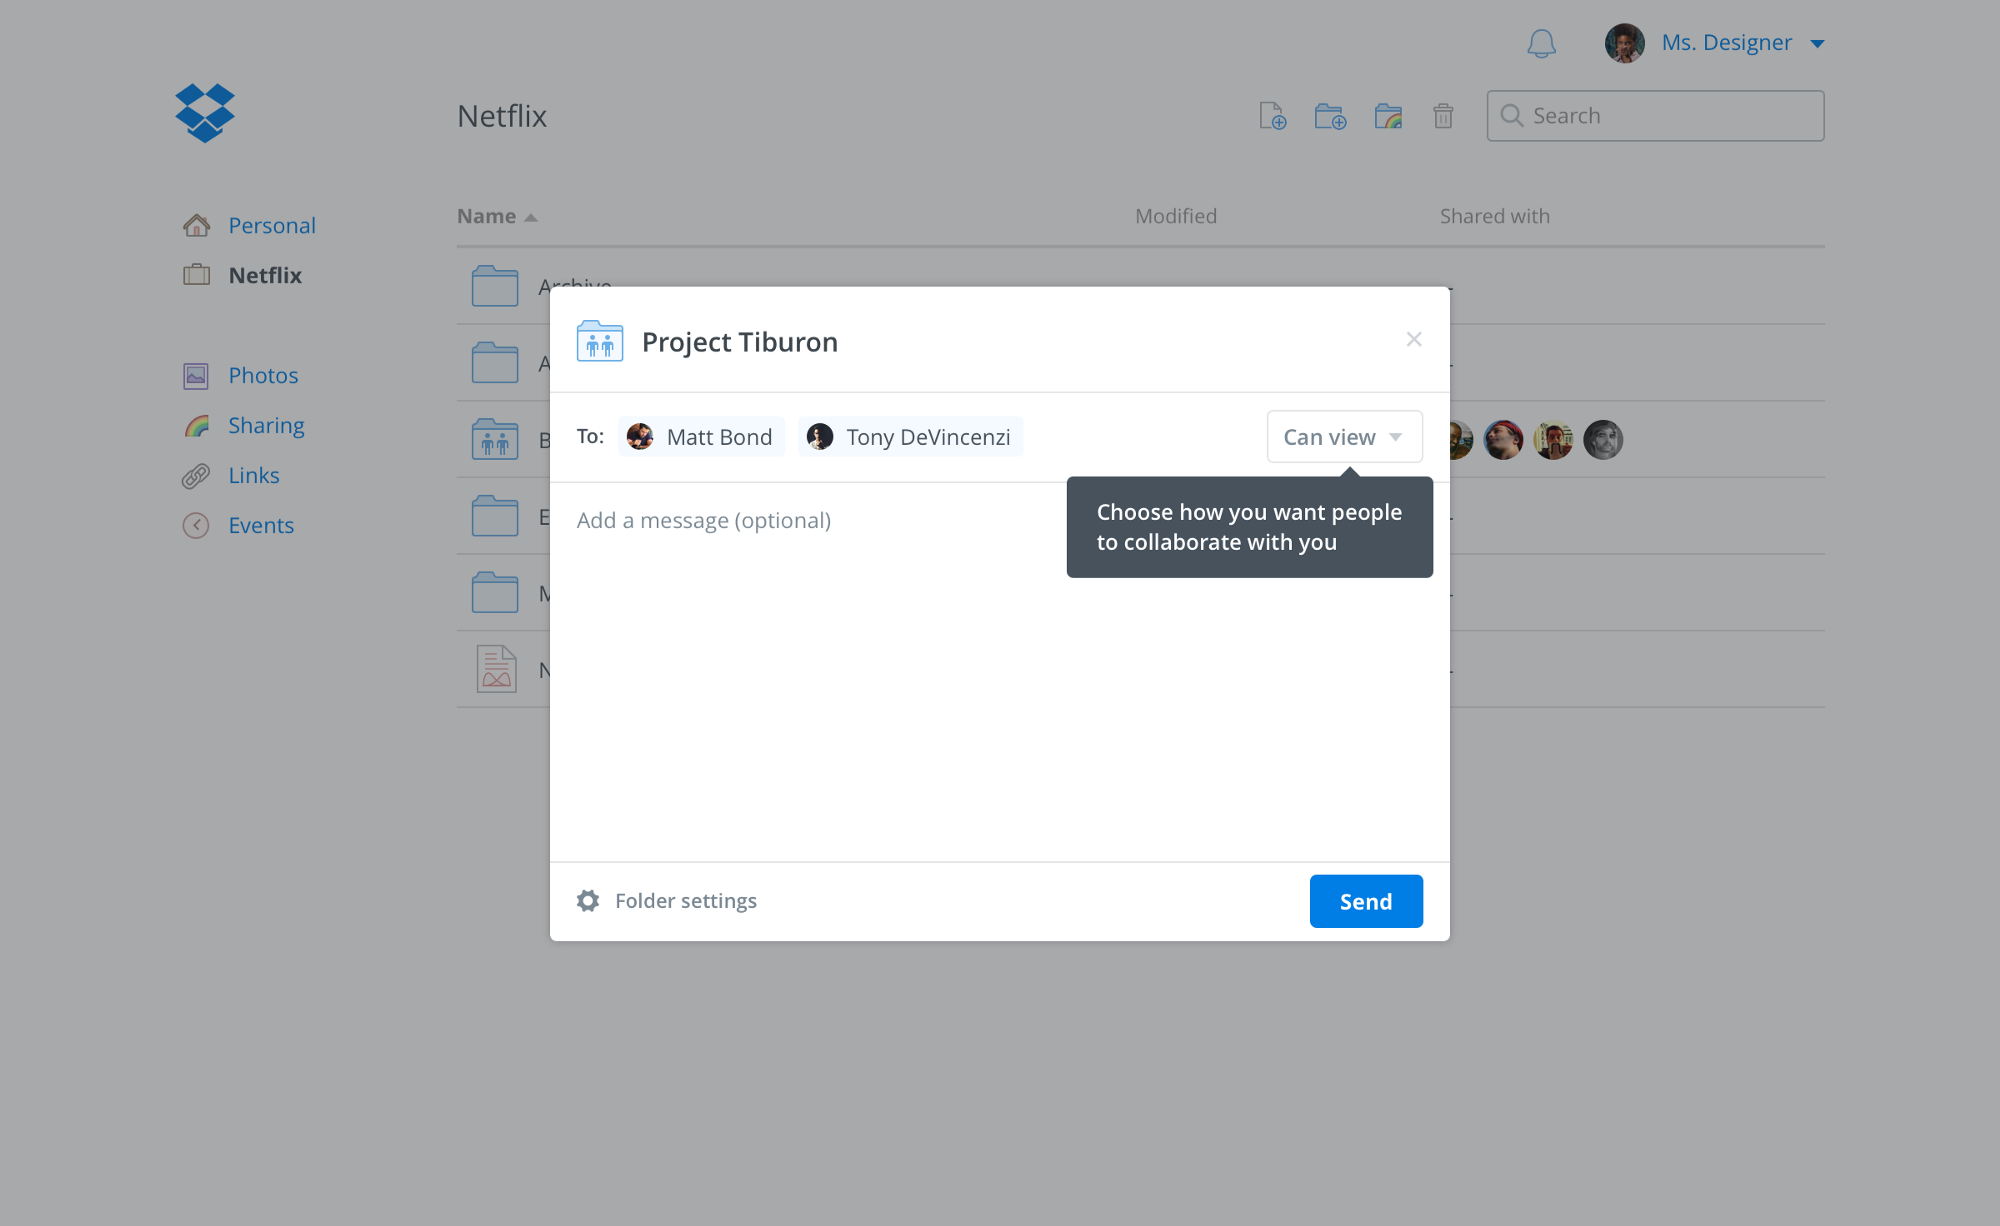 Ms. Designer
Netflix
Search
Name
Modified
Shared with
Personal
Netflix
Photos
Sharing
Links
Events
Archive
Project Tiburon
To:
Matt Bond
Tony DeVincenzi
Can view
Choose how you want people
to collaborate with you
Add a message (optional)
Folder settings
Send